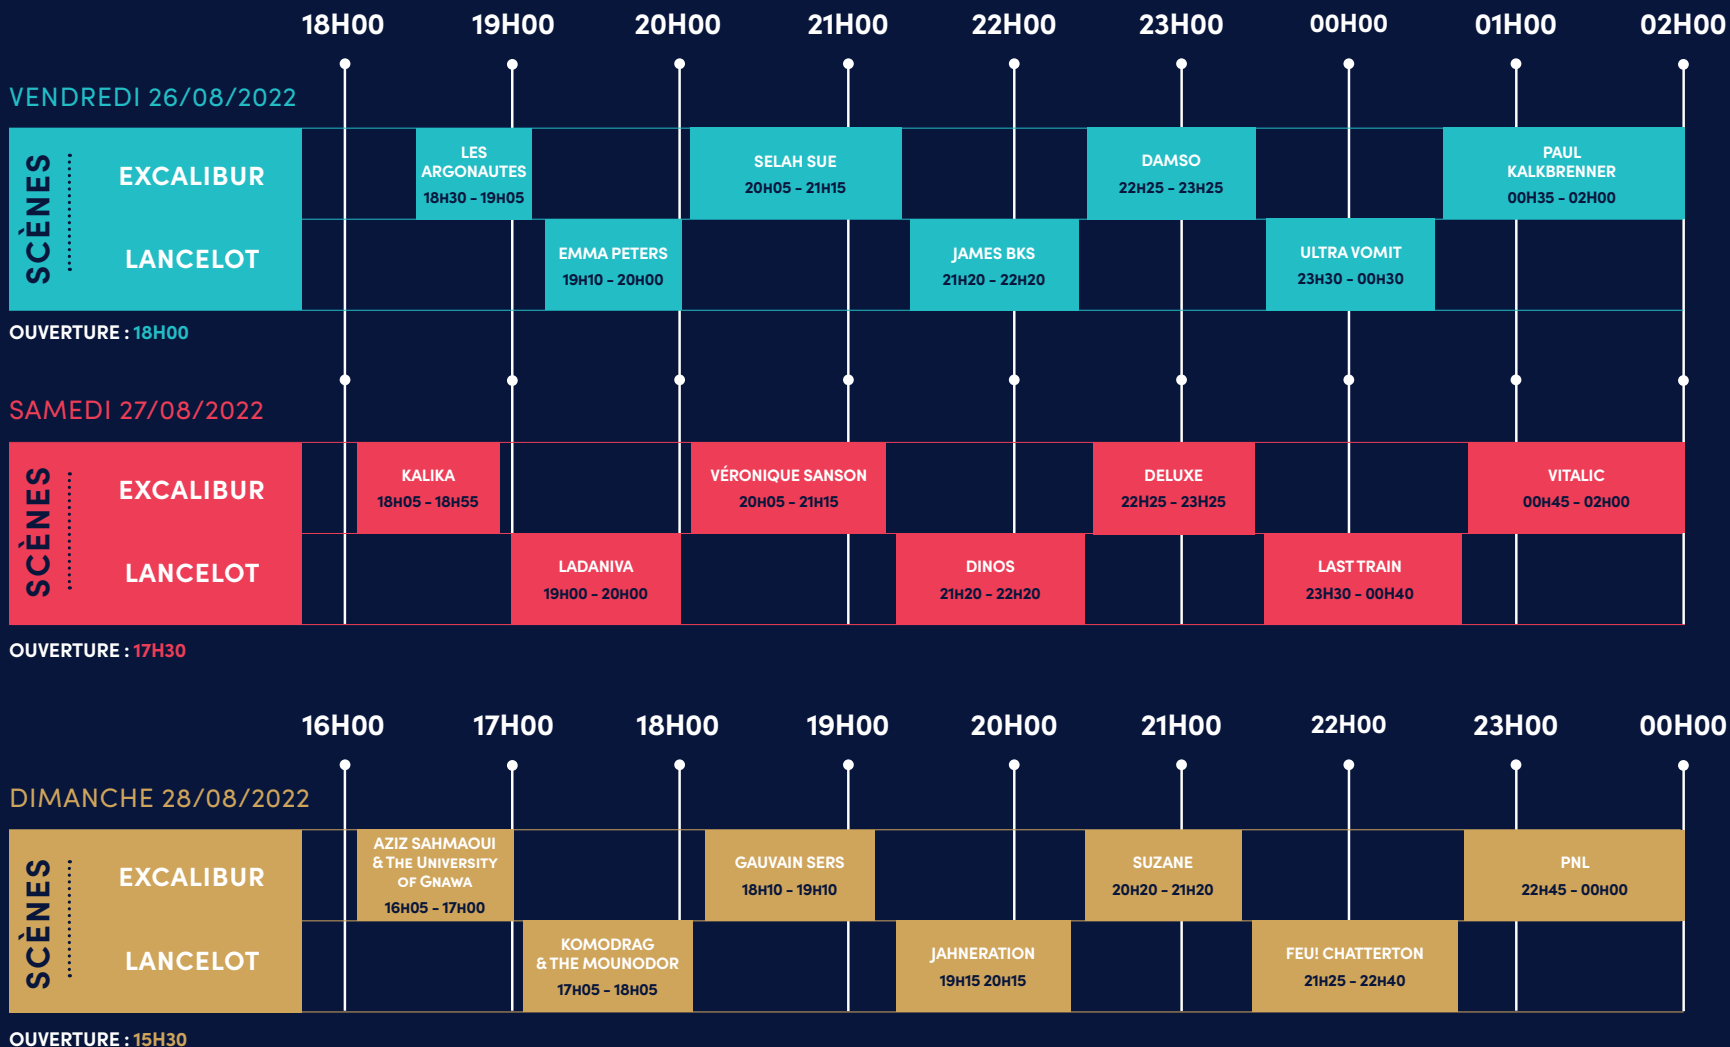 18H00 19H00 20H00 21H00 22H00 23H00 00H00 01H00 02H00
VENDREDI 26/08/2022
SCÈNES
EXCALIBUR
LES
ARGONAUTES
18H30 - 19H05
SELAH SUE
20H05 - 21H15
DAMSO
22H25 - 23H25
PAUL
KALKBRENNER
00H35 - 02H00
LANCELOT
EMMA PETERS
19H10 - 20H00
JAMES BKS
21H20 - 22H20
ULTRA VOMIT
23H30 - 00H30
OUVERTURE : 18H00
SAMEDI 27/08/2022
SCÈNES
EXCALIBUR
KALIKA
18H05 - 18H55
VÉRONIQUE SANSON
20H05 - 21H15
DELUXE
22H25 - 23H25
VITALIC
00H45 - 02H00
LANCELOT
LADANIVA
19H00 - 20H00
DINOS
21H20 - 22H20
LAST TRAIN
23H30 - 00H40
OUVERTURE : 17H30
16H00 17H00 18H00 19H00 20H00 21H00 22H00 23H00 00H00
DIMANCHE 28/08/2022
SCÈNES
EXCALIBUR
AZIZ SAHMAOUI
& THE UNIVERSITY
OF GNAWA
16H05 - 17H00
GAUVAIN SERS
18H10 - 19H10
SUZANE
20H20 - 21H20
PNL
22H45 - 00H00
LANCELOT
KOMODRAG
& THE MOUNODOR
17H05 - 18H05
JAHNERATION
19H15 20H15
FEU! CHATTERTON
21H25 - 22H40
OUVERTURE : 15H30